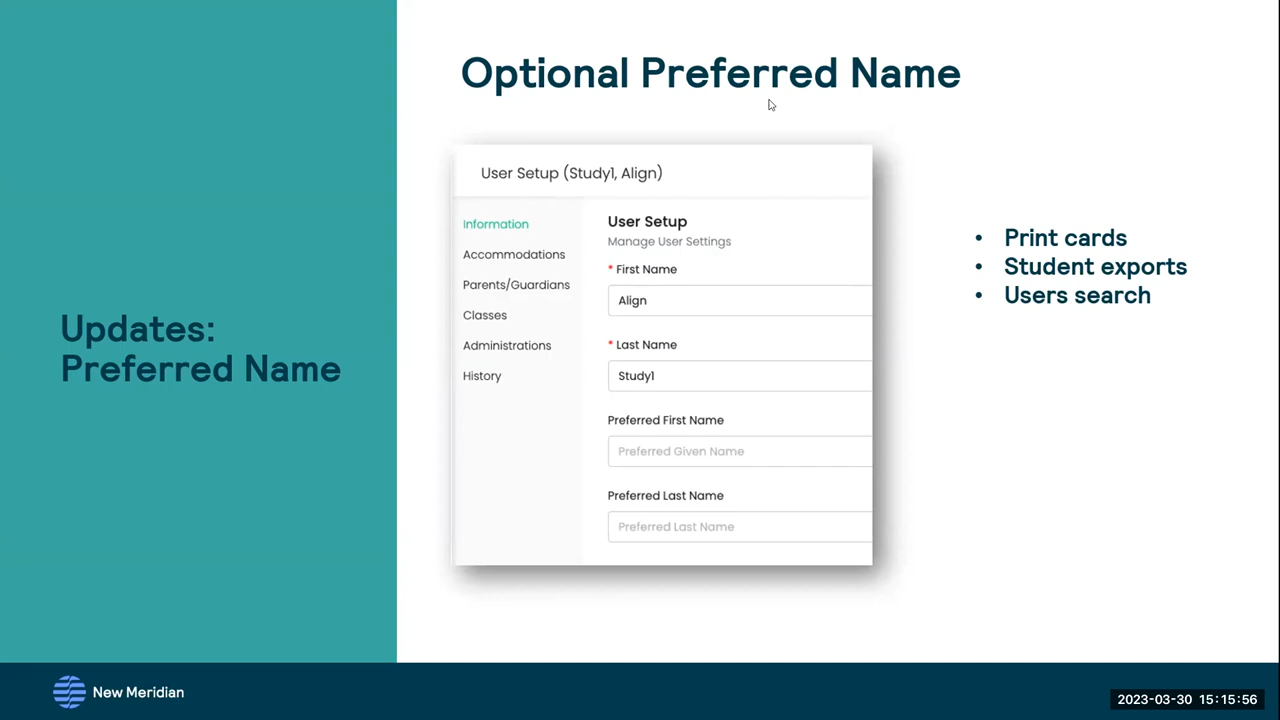 Optional Preferred Name
Updates:
Preferred Name
User Setup (Study1, Align)
Information
Accommodations
Parents/Guardians
Classes
Administrations
History
User Setup
Manage User Settings
* First Name
Align
* Last Name
Study1
Preferred First Name
Preferred Given Name
Preferred Last Name
Preferred Last Name
• Print cards
• Student exports
• Users search
New Meridian
2023-03-30 15:15:56